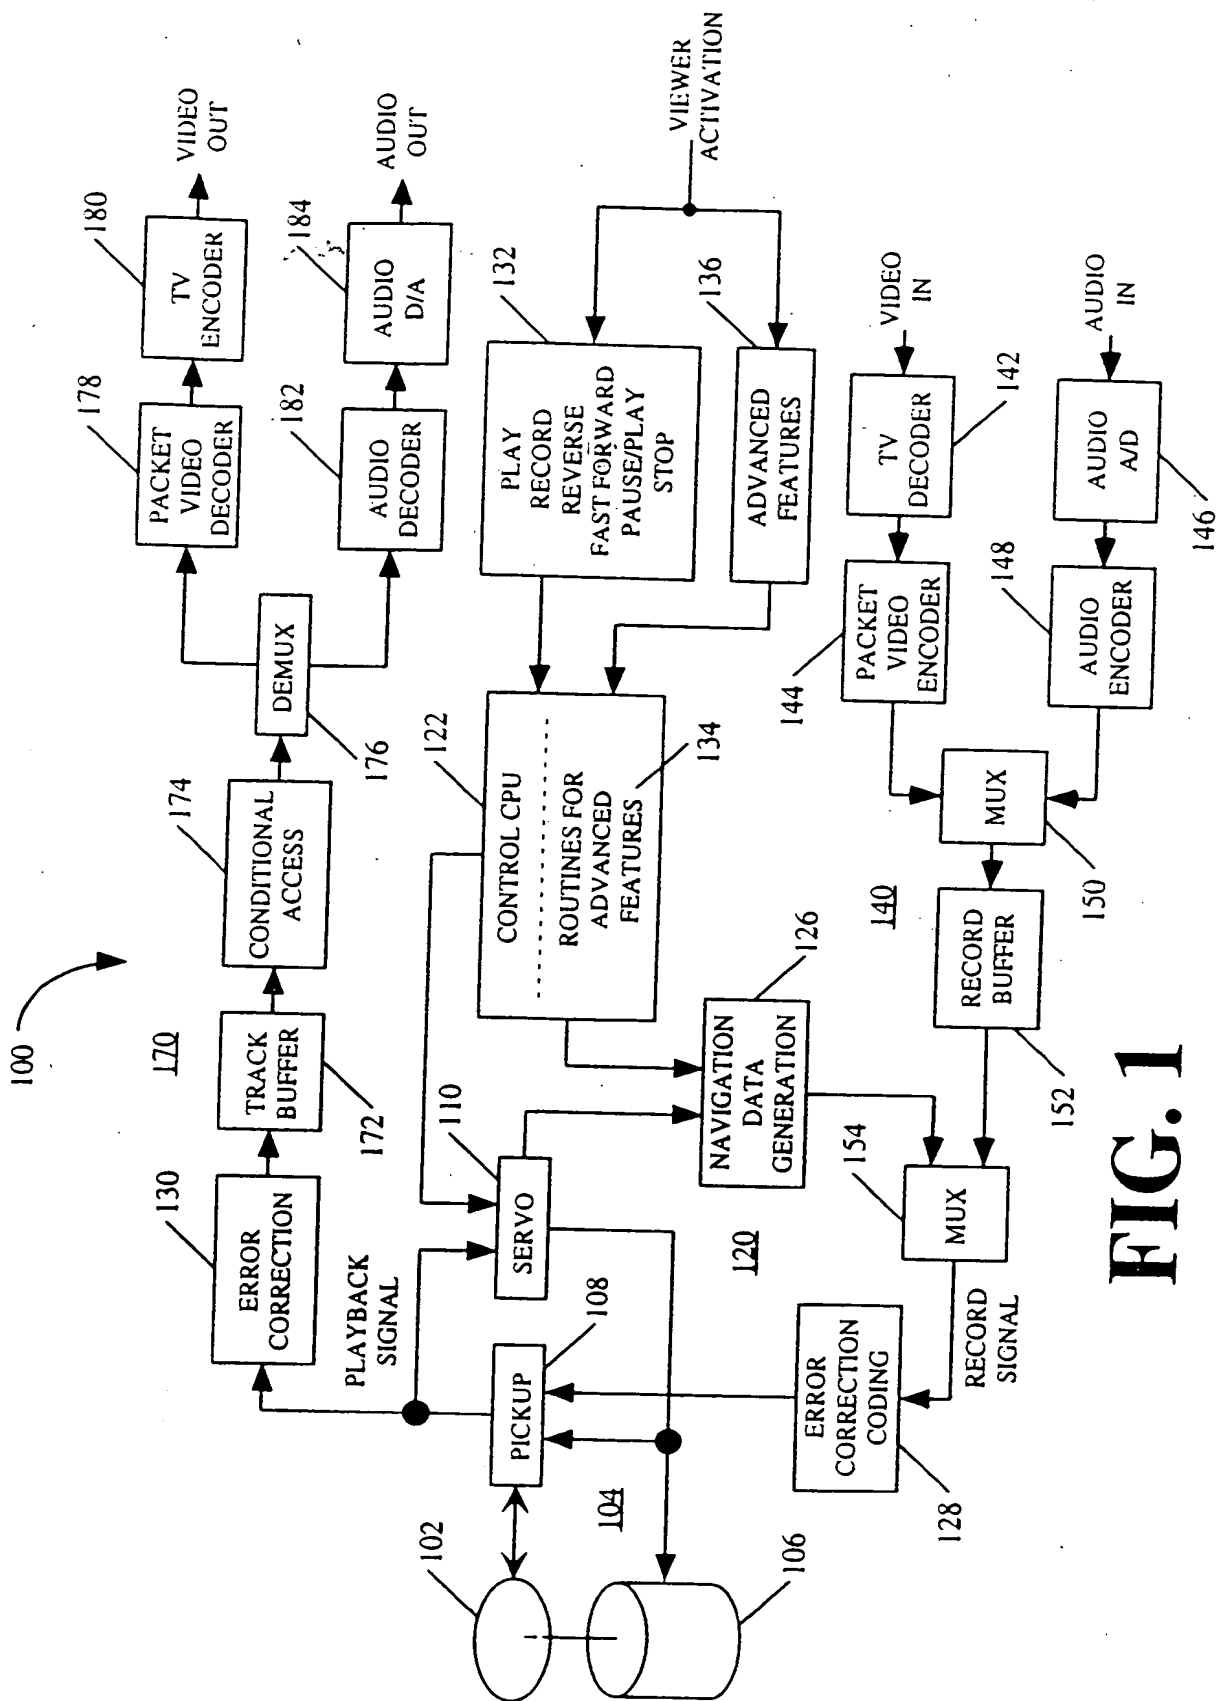 100
170
130
ERROR
CORRECTION
TRACK
BUFFER
172
174
CONDITIONAL
ACCESS
DEMUX
176
178
PACKET
VIDEO
DECODER
180
TV
ENCODER
VIDEO
OUT
182
AUDIO
DECODER
184
AUDIO
D/A
AUDIO
OUT
PLAYBACK
SIGNAL
102
PICKUP
108
104
106
110
SERVO
122
CONTROL CPU
ROUTINES FOR
ADVANCED
FEATURES
134
132
PLAY
RECORD
REVERSE
FAST FORWARD
PAUSE/PLAY
STOP
136
ADVANCED
FEATURES
VIEWER
ACTIVATION
120
126
NAVIGATION
DATA
GENERATION
ERROR
CORRECTION
CODING
128
RECORD
SIGNAL
154
MUX
140
RECORD
BUFFER
152
MUX
150
144
PACKET
VIDEO
ENCODER
TV
DECODER
142
VIDEO
IN
148
AUDIO
ENCODER
AUDIO
A/D
146
AUDIO
IN
FIG. 1